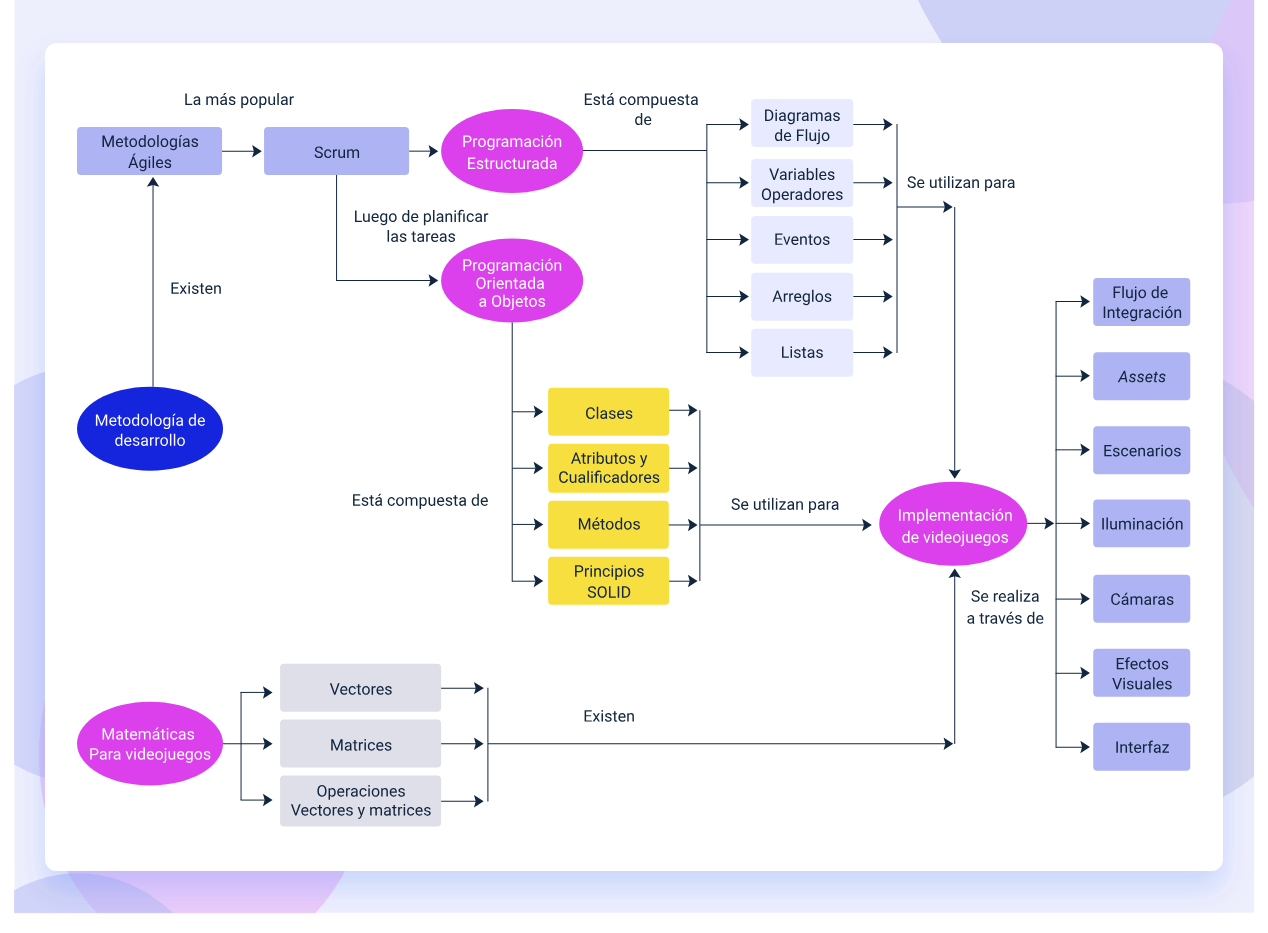 La más popular
Está compuesta
de
Metodologías
Ágiles
Scrum
Programación
Estructurada
Diagramas
de Flujo
Variables
Operadores
Eventos
Arreglos
Listas
Se utilizan para
Luego de planificar
las tareas
Programación
Orientada
a Objetos
Existen
Metodología de
desarrollo
Está compuesta de
Clases
Atributos y
Cualificadores
Métodos
Principios
SOLID
Se utilizan para
Implementación
de videojuegos
Se realiza
a través de
Flujo de
Integración
Assets
Escenarios
Iluminación
Cámaras
Efectos
Visuales
Interfaz
Matemáticas
Para videojuegos
Vectores
Matrices
Operaciones
Vectores y matrices
Existen